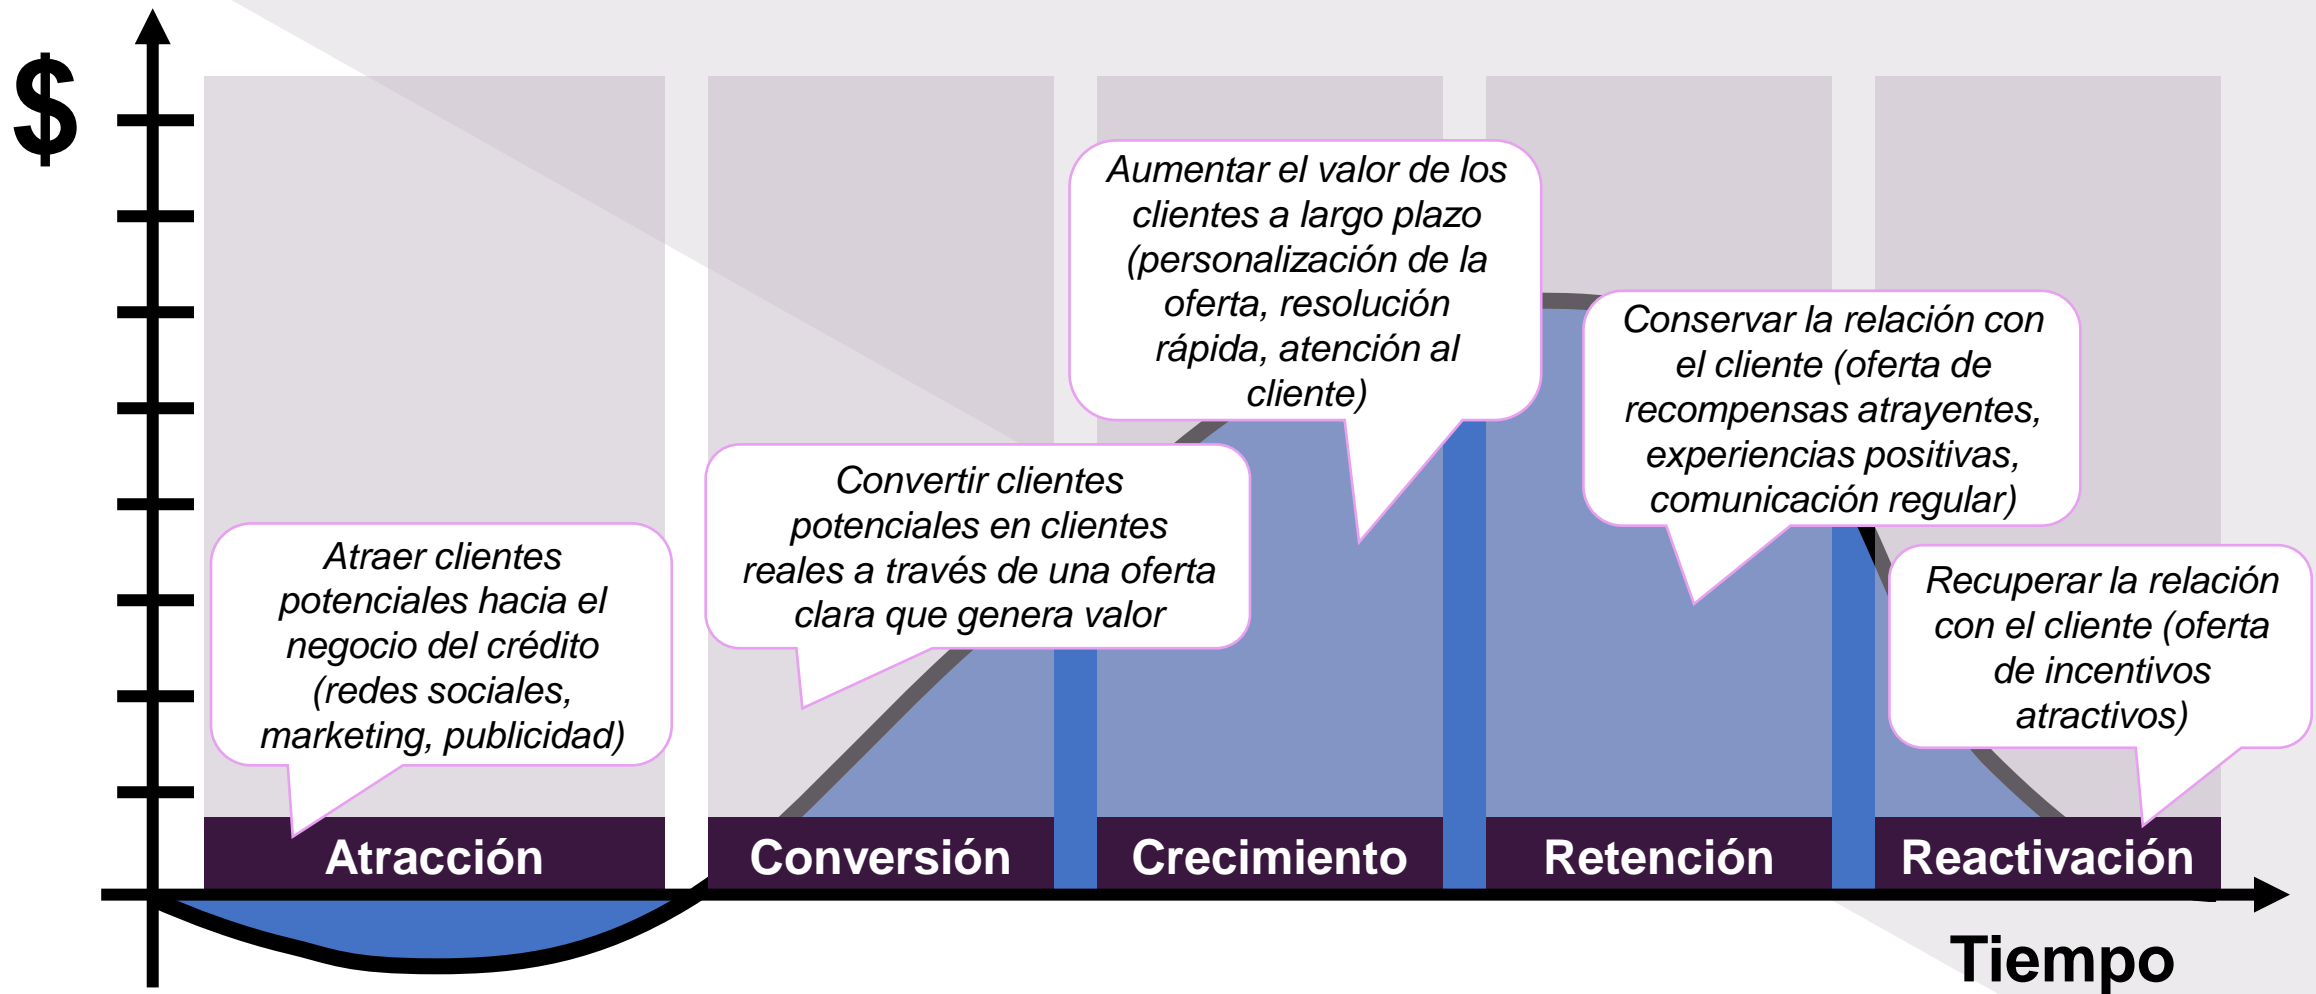 $
Aumentar el valor de los
clientes a largo plazo
(personalización de la
oferta, resolución
rápida, atención al
cliente)
Conservar la relación con
el cliente (oferta de
recompensas atrayentes,
experiencias positivas,
comunicación regular)
Convertir clientes
potenciales en clientes
reales a través de una oferta
clara que genera valor
Atraer clientes
potenciales hacia el
negocio del crédito
(redes sociales,
marketing, publicidad)
Recuperar la relación
con el cliente (oferta
de incentivos
atractivos)
Atracción
Conversión
Crecimiento
Retención
Reactivación
Tiempo